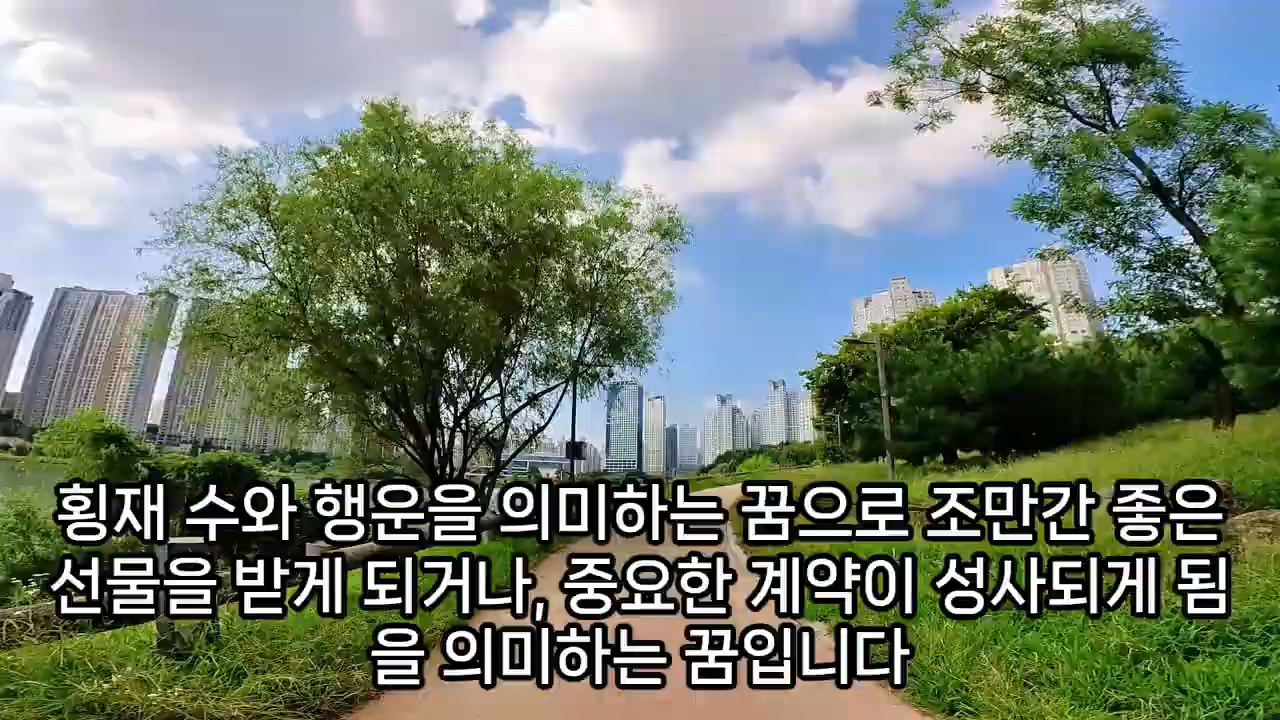 횡재 수와 행운을 의미하는 꿈으로 조만간 좋은
선물을 받게 되거나, 중요한 계약이 성사되게 됨
을 의미하는 꿈입니다